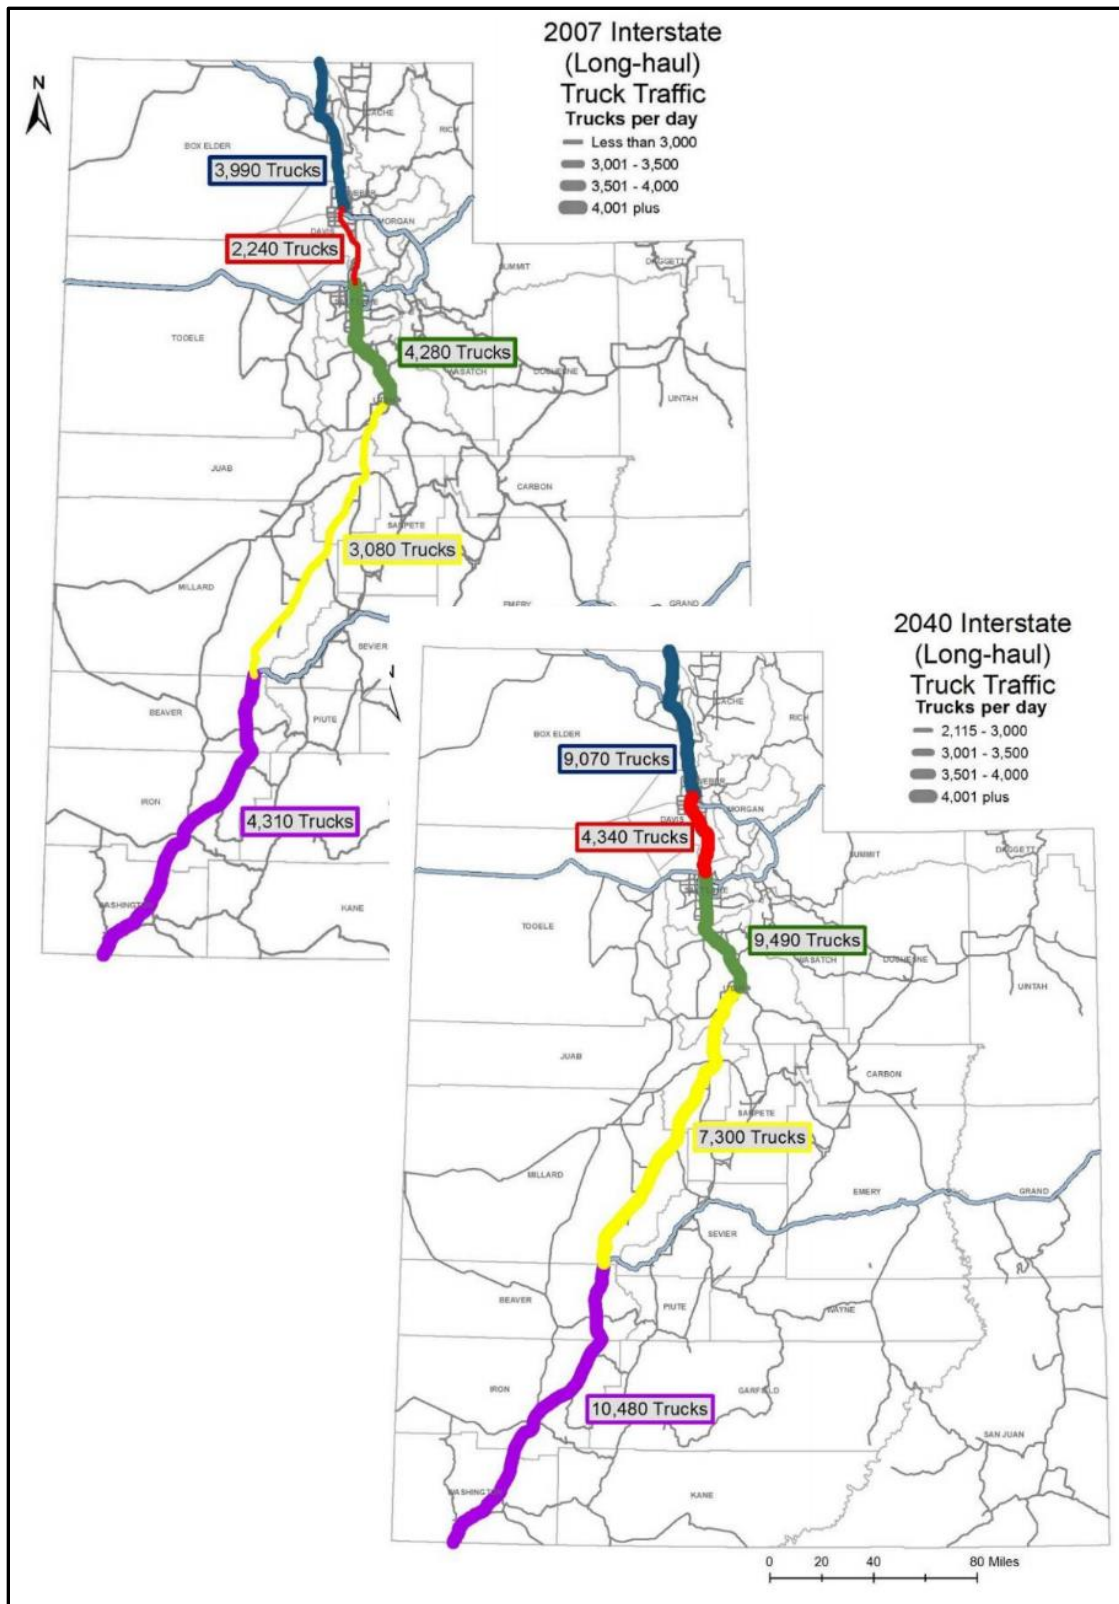 2007 Interstate
(Long-haul)
Truck Traffic
Trucks per day
Less than 3,000
3,001 - 3,500
3,501 - 4,000
4,001 plus
N
CACHE
RICH
BOX ELDER
3,990 Trucks
MORGAN
DAVIS
2,240 Trucks
SUMMIT
DAGGETT
TOOELE
4,280 Trucks
WASATCH
DUCHESNE
UINTAH
JUAB
CARBON
SANPETE
3,080 Trucks
MILLARD
EMERY
GRAND
SEVIER
BEAVER
PIUTE
IRON
4,310 Trucks
WASHINGTON
KANE
2040 Interstate
(Long-haul)
Truck Traffic
Trucks per day
2,115 - 3,000
3,001 - 3,500
3,501 - 4,000
4,001 plus
CACHE
RICH
BOX ELDER
9,070 Trucks
MORGAN
DAVIS
4,340 Trucks
SUMMIT
DAGGETT
TOOELE
9,490 Trucks
WASATCH
DUCHESNE
UINTAH
JUAB
CARBON
SANPETE
7,300 Trucks
MILLARD
EMERY
GRAND
SEVIER
BEAVER
PIUTE
WAYNE
IRON
GARFIELD
10,480 Trucks
SAN JUAN
WASHINGTON
KANE
0 20 40 80 Miles